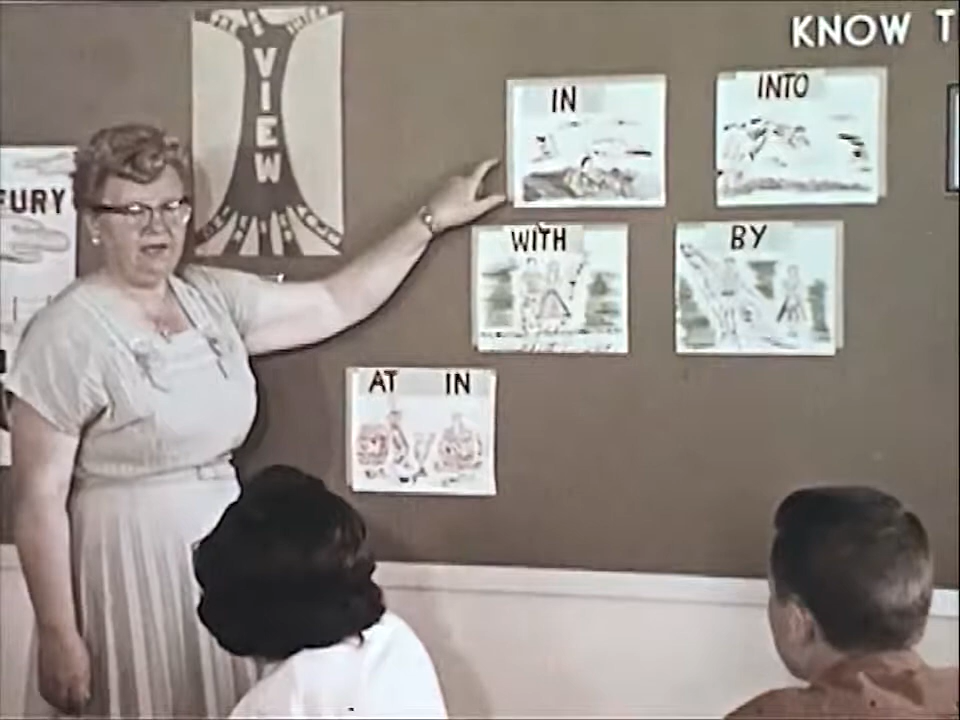 VIEW
KNOW T
IN
INTO
FURY
WITH
BY
AT IN